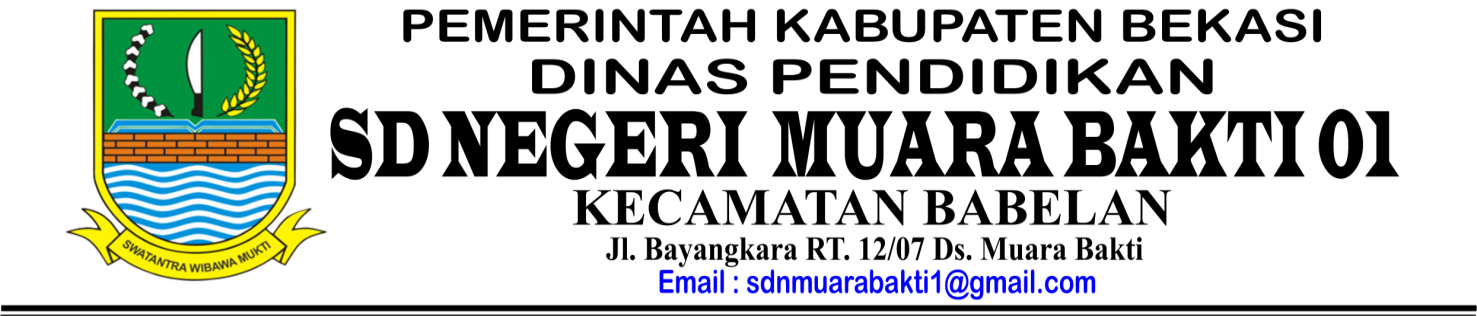 PEMERINTAH KABUPATEN BEKASI
DINAS PENDIDIKAN
SD NEGERI MUARA BAKTI 01
KECAMATAN BABELAN
Jl. Bayangkara RT. 12/07 Ds. Muara Bakti
Email : sdnmuarabakti1@gmail.com
SWATANTRA WIBAWA MUKTI